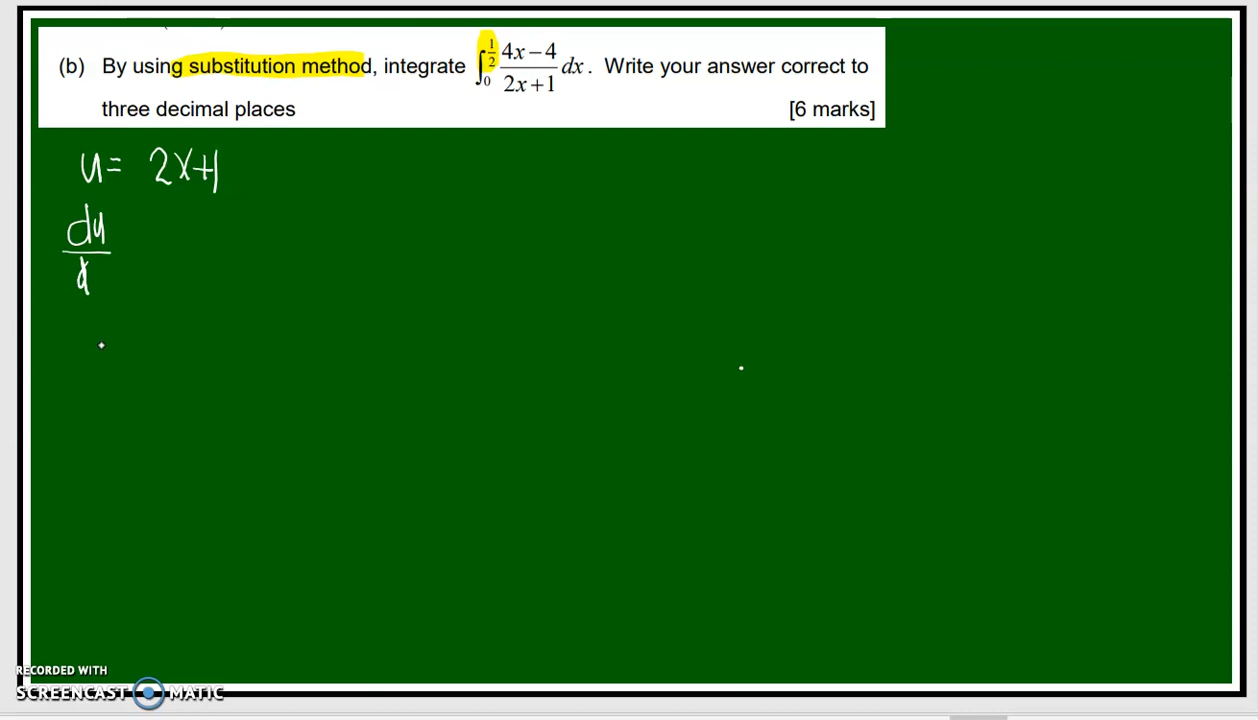 (b) By using substitution method, integrate ∫₀^{1/2} (4x−4)/(2x+1) dx. Write your answer correct to
three decimal places [6 marks]
u = 2x+1
du
d
RECORDED WITH
SCREENCAST MATIC